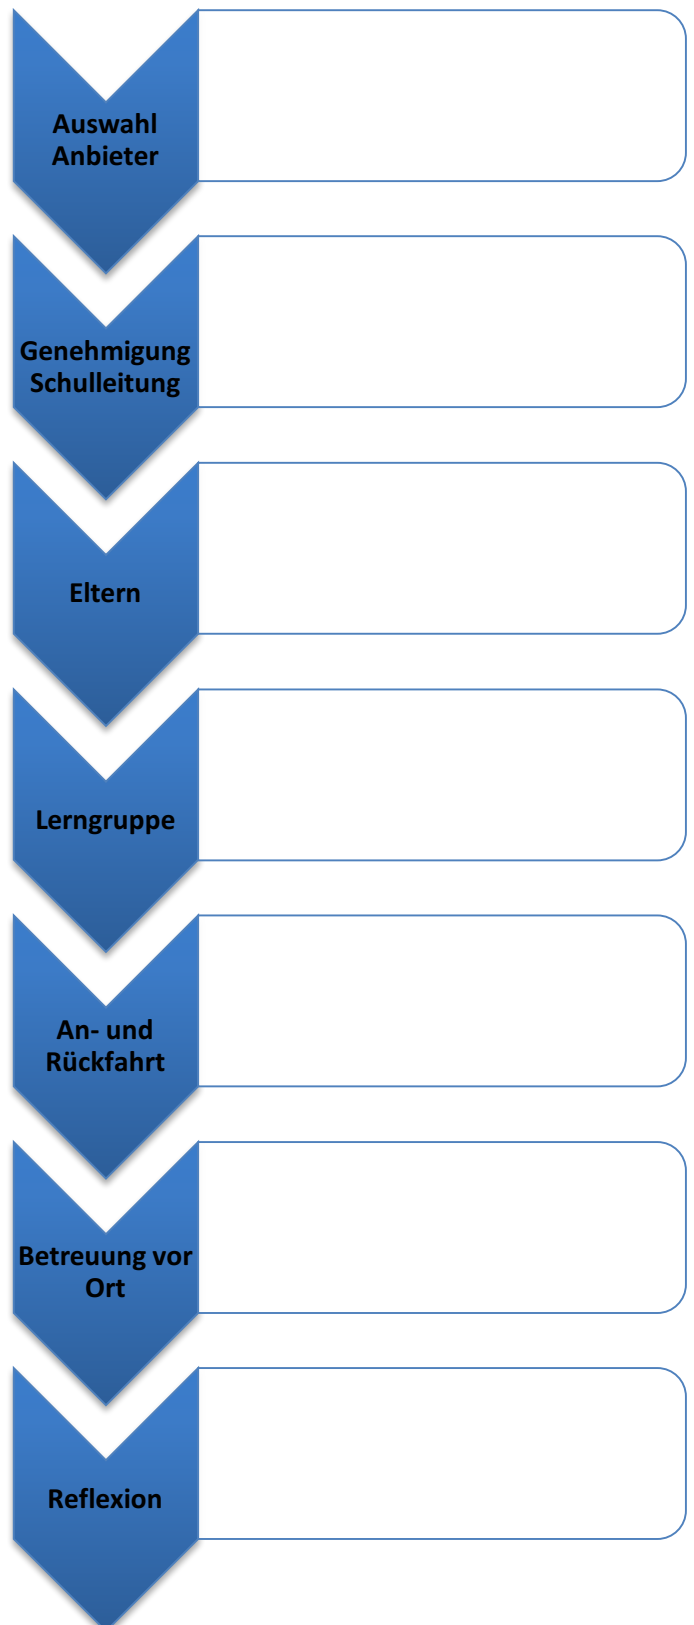 Auswahl
Anbieter
Genehmigung
Schulleitung
Eltern
Lerngruppe
An- und
Rückfahrt
Betreuung vor
Ort
Reflexion